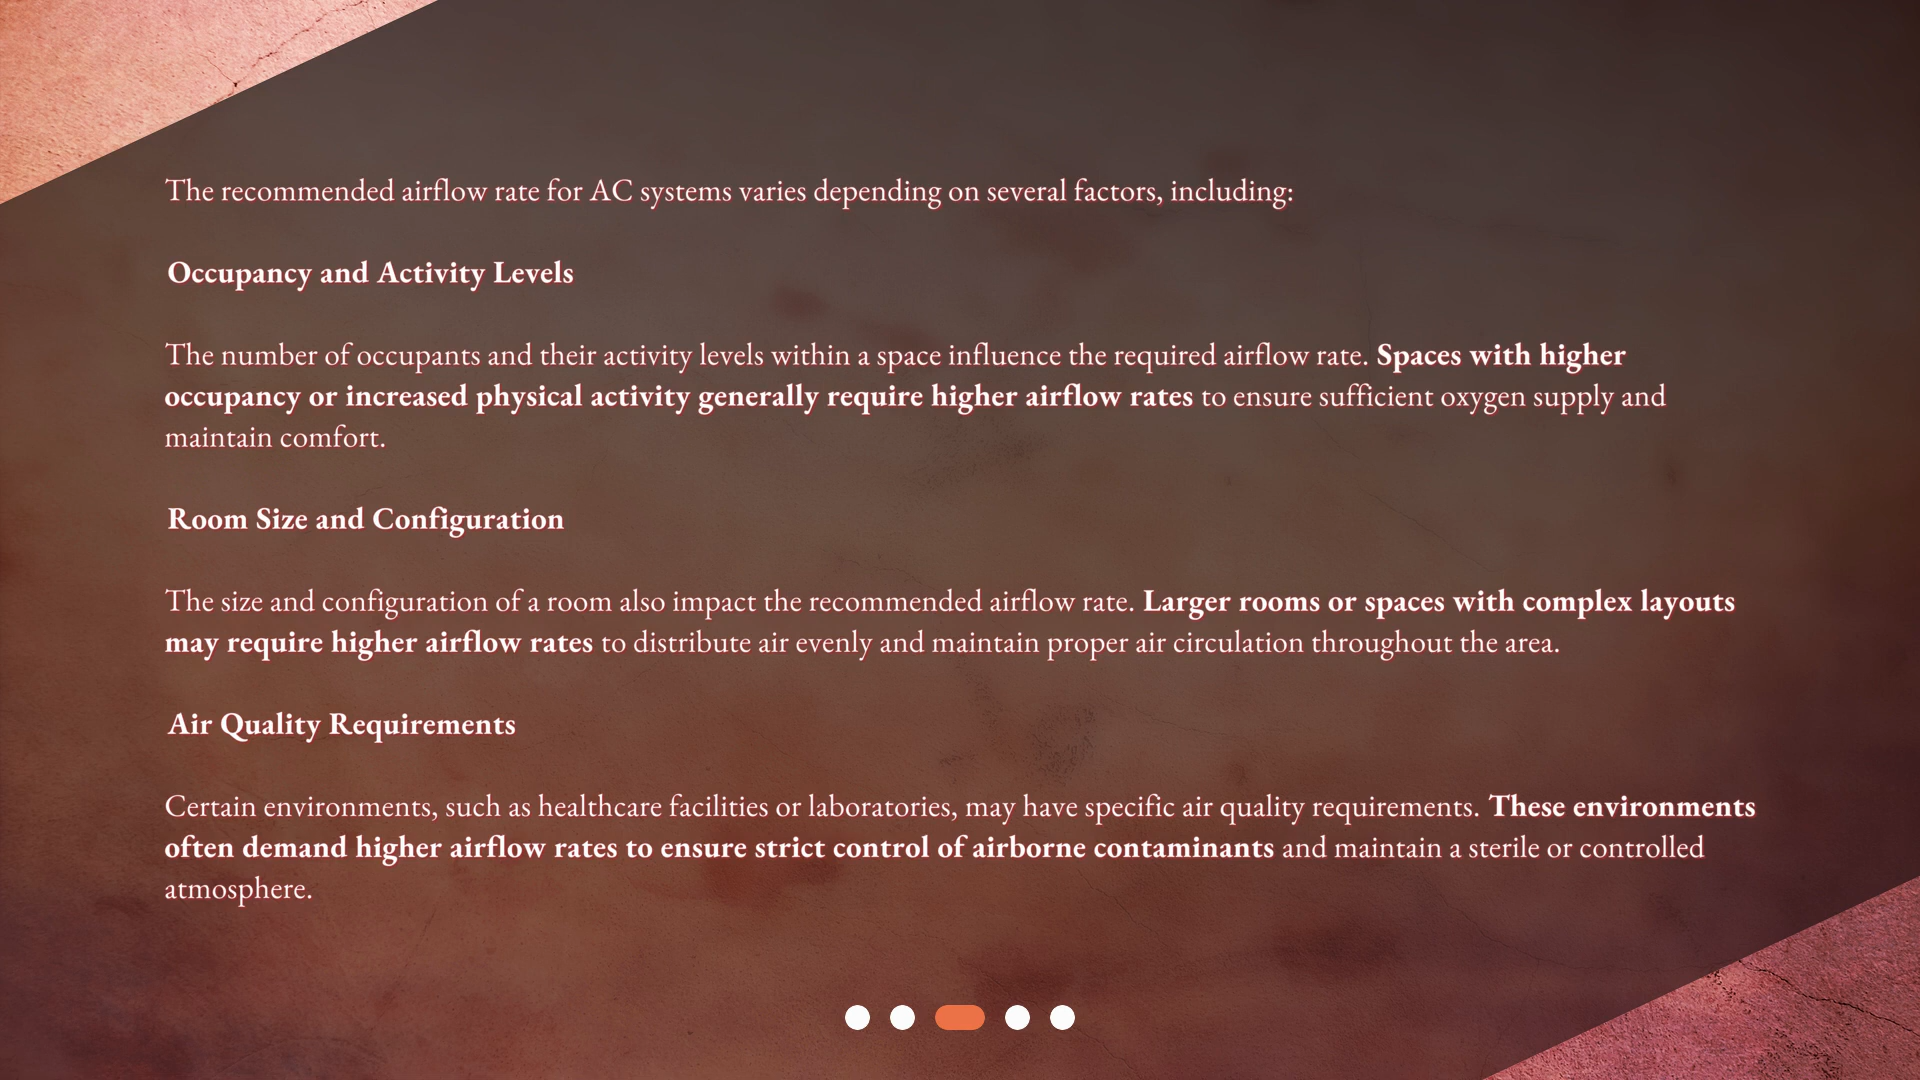 The recommended airflow rate for AC systems varies depending on several factors, including:
Occupancy and Activity Levels
The number of occupants and their activity levels within a space influence the required airflow rate. Spaces with higher
occupancy or increased physical activity generally require higher airflow rates to ensure sufficient oxygen supply and
maintain comfort.
Room Size and Configuration
The size and configuration of a room also impact the recommended airflow rate. Larger rooms or spaces with complex layouts
may require higher airflow rates to distribute air evenly and maintain proper air circulation throughout the area.
Air Quality Requirements
Certain environments, such as healthcare facilities or laboratories, may have specific air quality requirements. These environments
often demand higher airflow rates to ensure strict control of airborne contaminants and maintain a sterile or controlled
atmosphere.